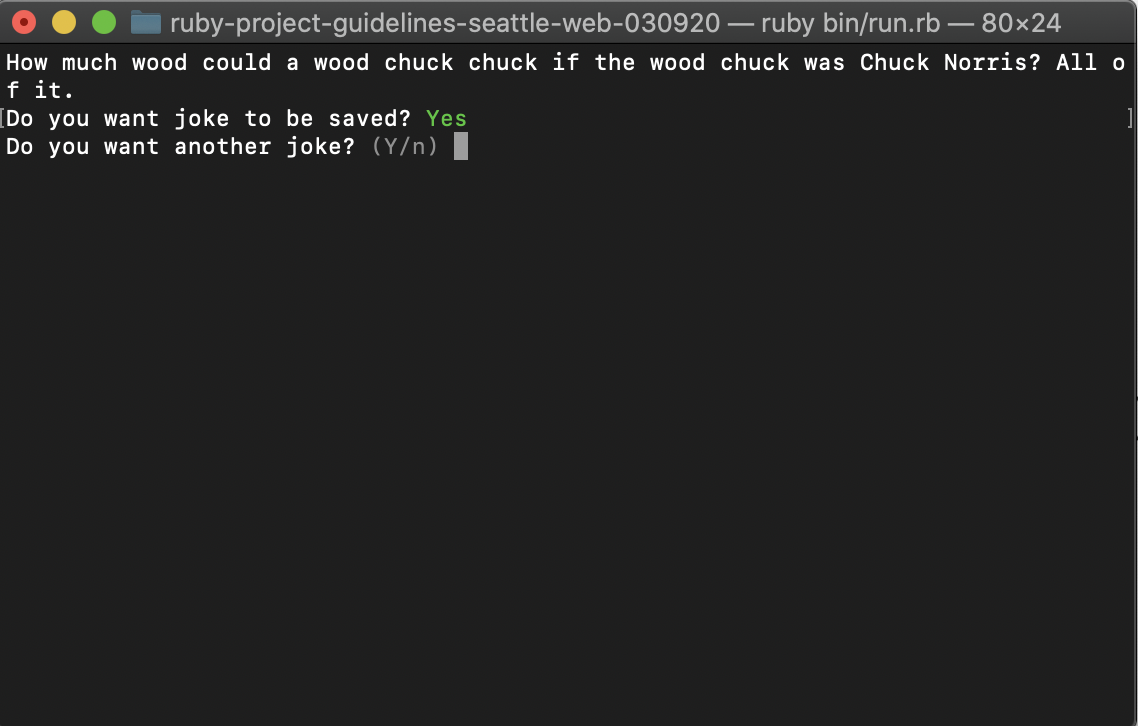 ruby-project-guidelines-seattle-web-030920 — ruby bin/run.rb — 80×24
How much wood could a wood chuck chuck if the wood chuck was Chuck Norris? All o
f it.
[Do you want joke to be saved? Yes ]
Do you want another joke? (Y/n)